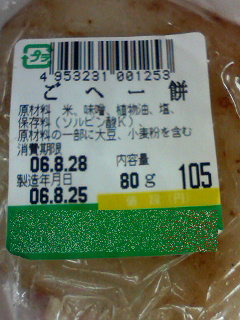 プラ
4953231001253
ごへー餅
原材料 米、味噌、植物油、塩、
保存料(ソルビン酸K)、
原材料の一部に大豆、小麦粉を含む
消費期限
06.8.28
内容量
80g
105
製造年月日
06.8.25